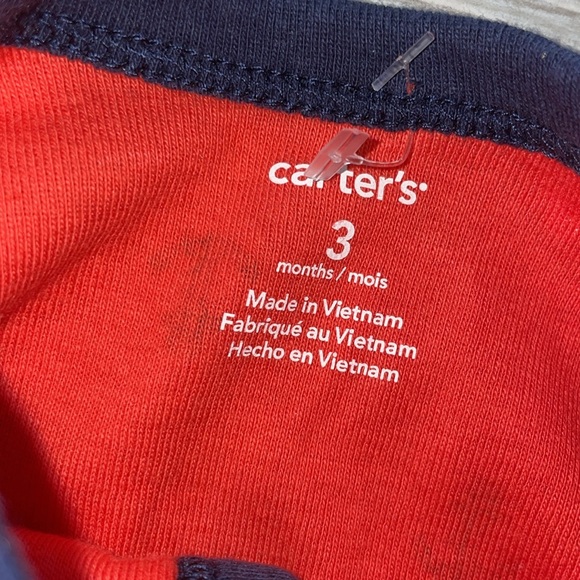 carter's
3
months / mois
Made in Vietnam
Fabriqué au Vietnam
Hecho en Vietnam